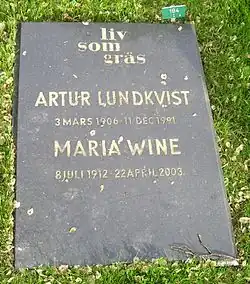 194
liv
som
gräs
ARTUR LUNDKVIST
3 MARS 1906-11 DEC 1991
MARIA WINE
8 JULI 1912-22 APRIL 2003